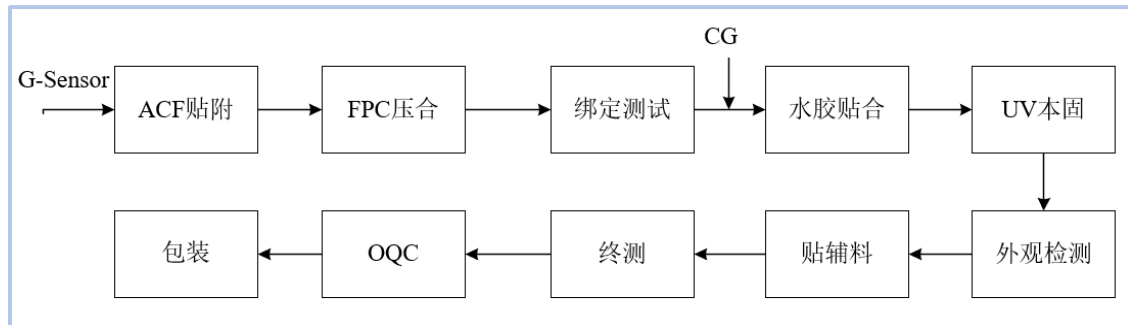 CG
G-Sensor
ACF贴附
FPC压合
绑定测试
水胶贴合
UV本固
包装
OQC
终测
贴辅料
外观检测